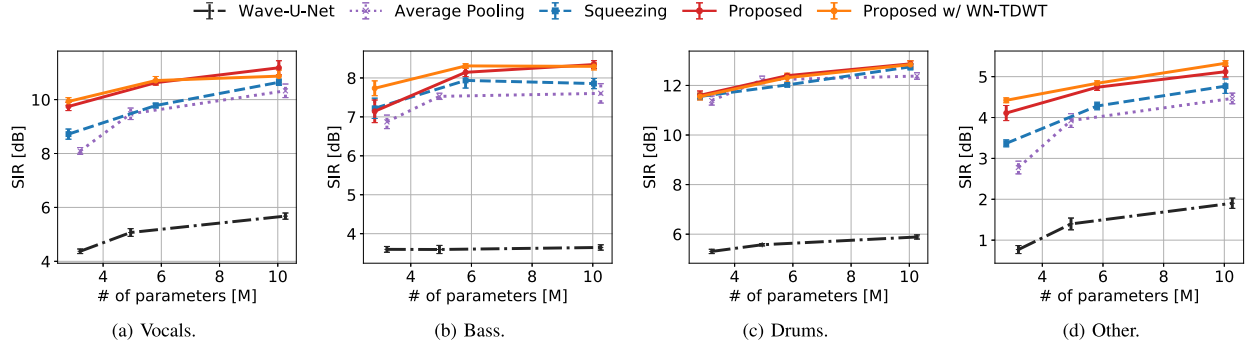 Wave-U-Net Average Pooling Squeezing Proposed Proposed w/ WN-TDWT
SIR [dB]
10
8
6
4
4 6 8 10
# of parameters [M]
(a) Vocals.
SIR [dB]
8
7
6
4
4 6 8 10
# of parameters [M]
(b) Bass.
SIR [dB]
12
10
8
6
4 6 8 10
# of parameters [M]
(c) Drums.
SIR [dB]
5
4
3
2
1
4 6 8 10
# of parameters [M]
(d) Other.